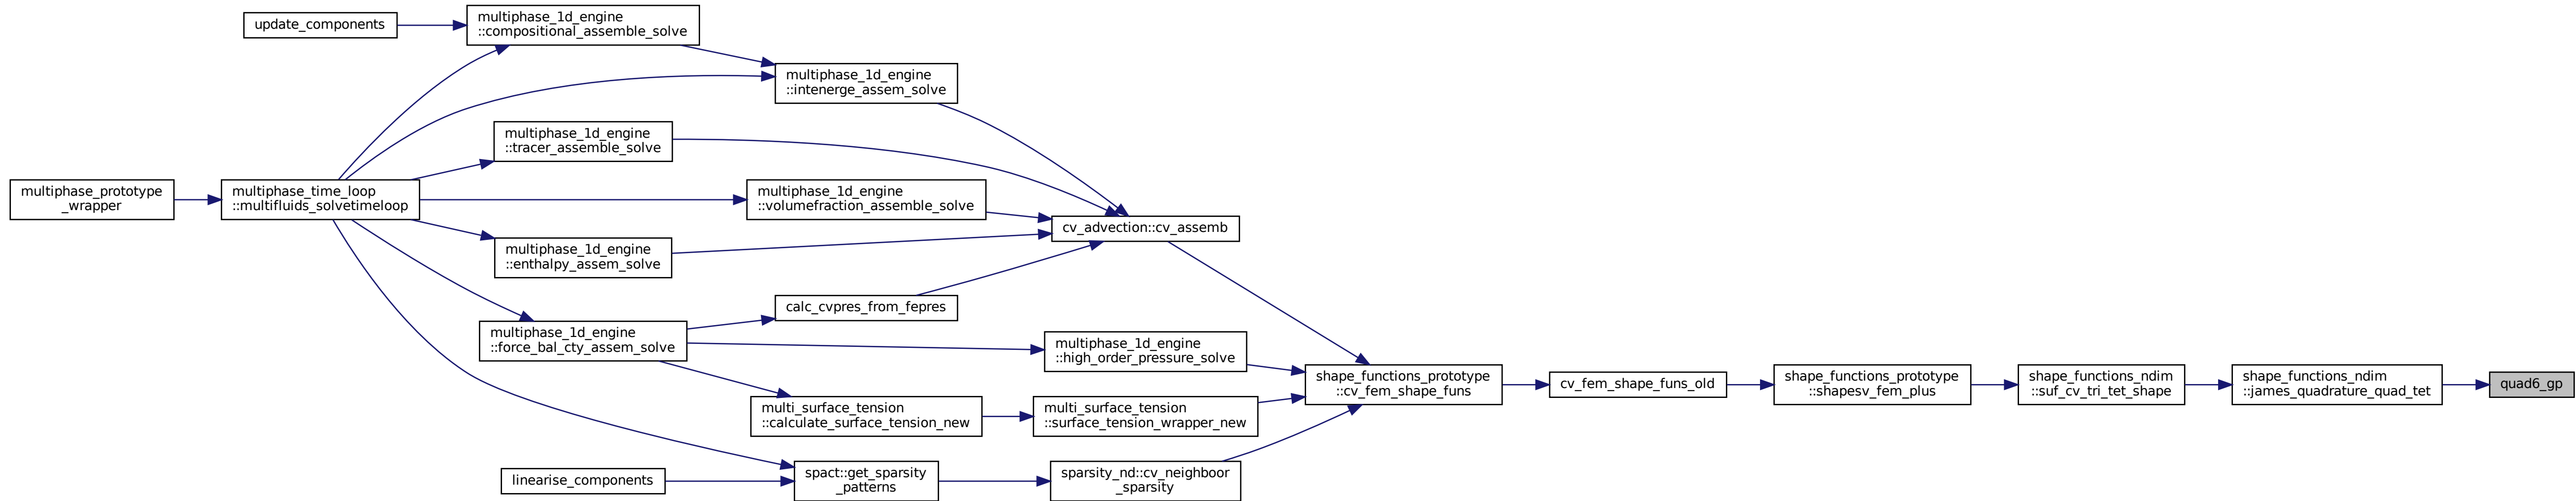 update_components
multiphase_1d_engine
::compositional_assemble_solve
multiphase_1d_engine
::intenerge_assem_solve
multiphase_1d_engine
::tracer_assemble_solve
multiphase_prototype
_wrapper
multiphase_time_loop
::multifluids_solvetimeloop
multiphase_1d_engine
::volumefraction_assemble_solve
cv_advection::cv_assemb
multiphase_1d_engine
::enthalpy_assem_solve
calc_cvpres_from_fepres
multiphase_1d_engine
::force_bal_cty_assem_solve
multiphase_1d_engine
::high_order_pressure_solve
shape_functions_prototype
::cv_fem_shape_funs
cv_fem_shape_funs_old
shape_functions_prototype
::shapesv_fem_plus
shape_functions_ndim
::suf_cv_tri_tet_shape
shape_functions_ndim
::james_quadrature_quad_tet
quad6_gp
multi_surface_tension
::calculate_surface_tension_new
multi_surface_tension
::surface_tension_wrapper_new
linearise_components
spact::get_sparsity
_patterns
sparsity_nd::cv_neighboor
_sparsity